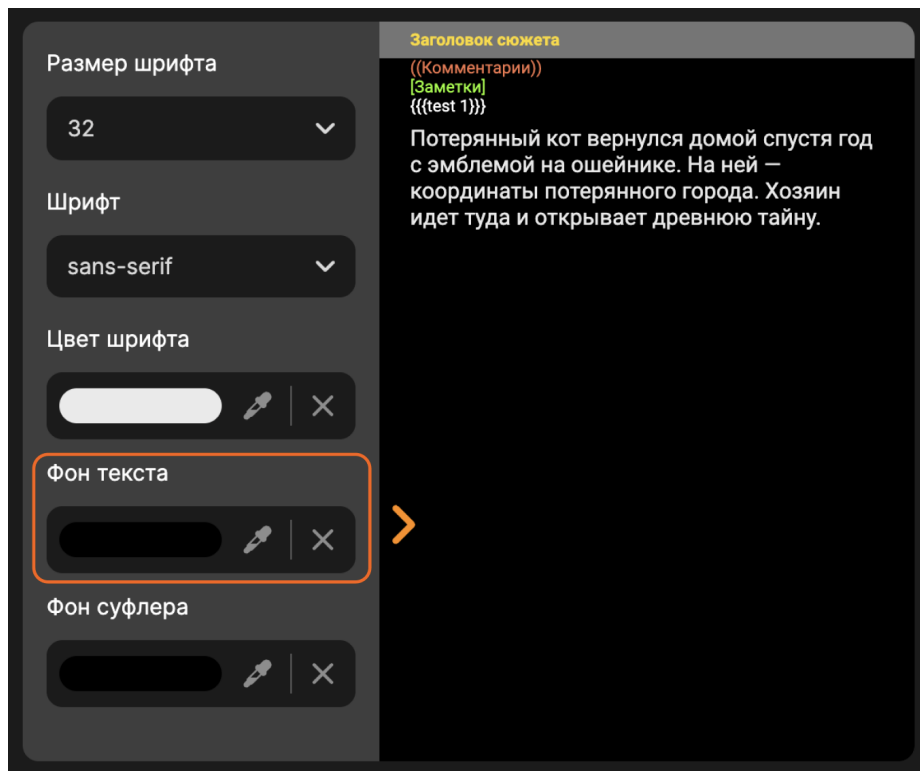 Размер шрифта
32
Шрифт
sans-serif
Цвет шрифта
Фон текста
Фон суфлера
Заголовок сюжета
((Комментарии))
[Заметки]
{{{test 1}}}
Потерянный кот вернулся домой спустя год
с эмблемой на ошейнике. На ней —
координаты потерянного города. Хозяин
идет туда и открывает древнюю тайну.